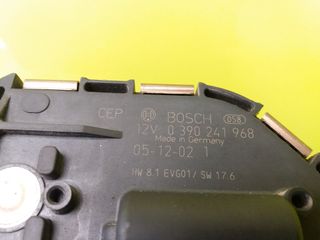 CEP BOSCH 058
12V 0 390 241 968
Made in Germany
05-12-02 1
HW 8.1 EVG01/ SW 17.6